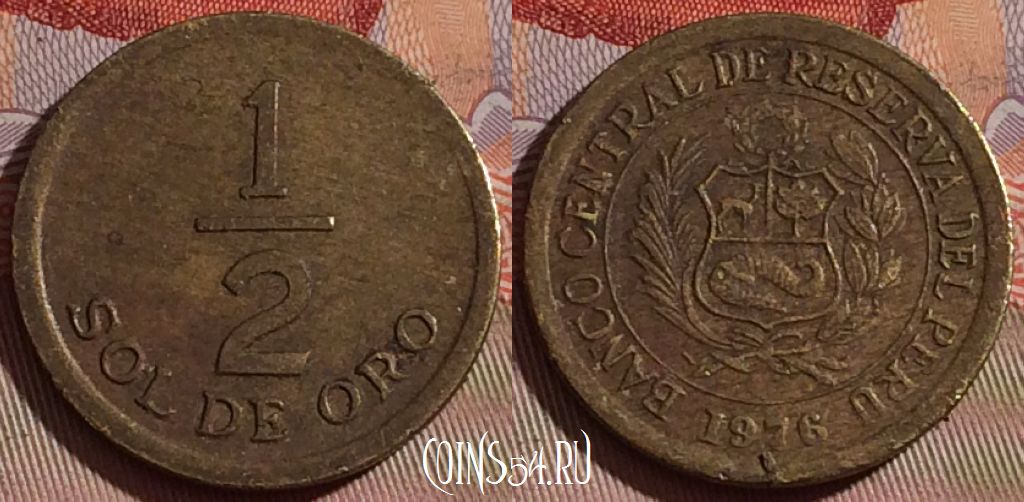 1
2
SOL DE ORO
BANCO CENTRAL DE RESERVA DEL PERU
1976
COINS54.RU